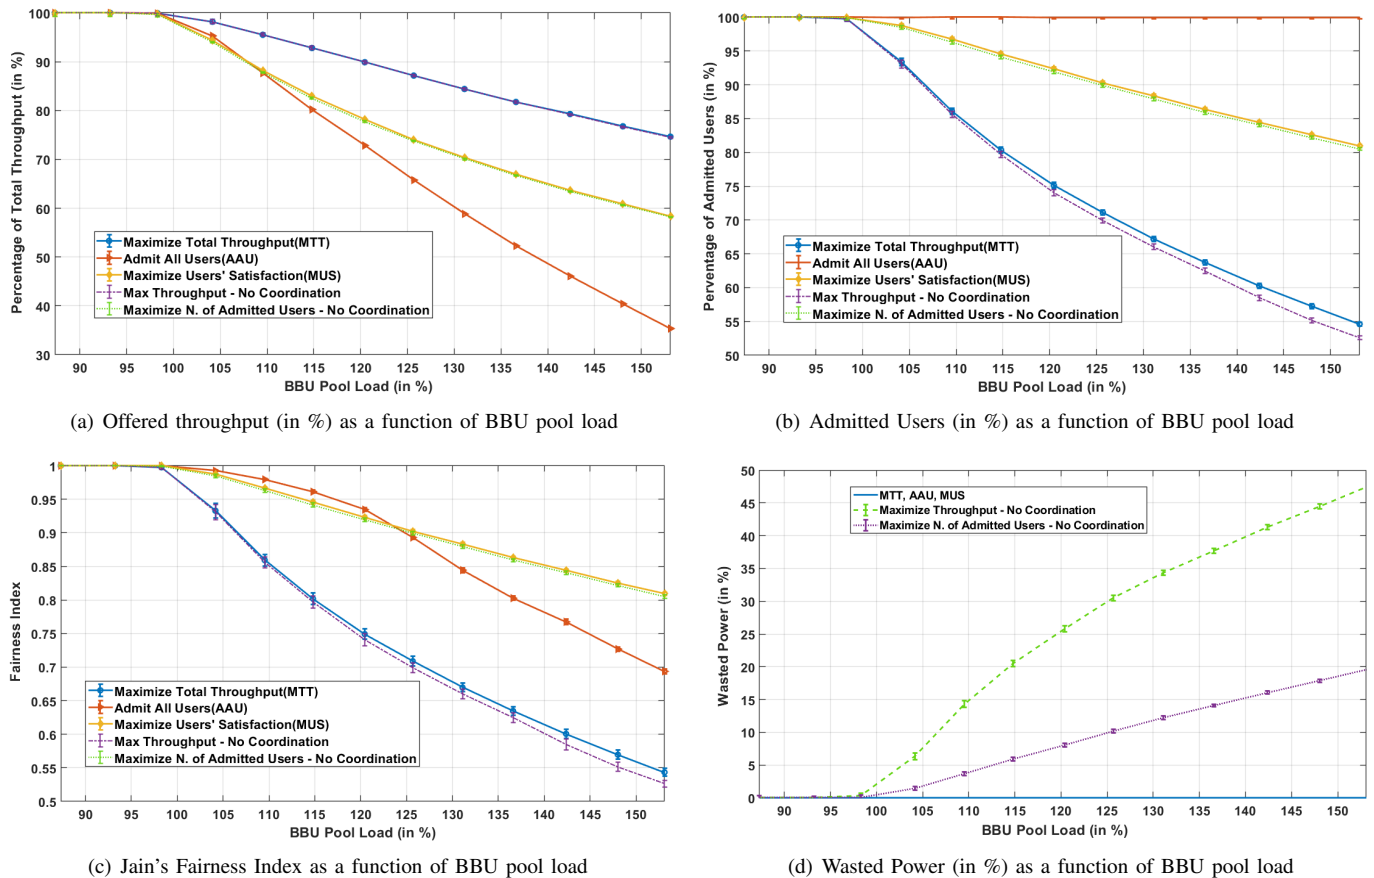 100
90
80
70
60
50
40
30
Percentage of Total Throughput (in %)
Maximize Total Throughput(MTT)
Admit All Users(AAU)
Maximize Users' Satisfaction(MUS)
Max Throughput - No Coordination
Maximize N. of Admitted Users - No Coordination
90 95 100 105 110 115 120 125 130 135 140 145 150
BBU Pool Load (in %)
(a) Offered throughput (in %) as a function of BBU pool load
100
95
90
85
80
75
70
65
60
55
50
Perventage of Admitted Users (in %)
Maximize Total Throughput(MTT)
Admit All Users(AAU)
Maximize Users' Satisfaction(MUS)
Max Throughput - No Coordination
Maximize N. of Admitted Users - No Coordination
90 95 100 105 110 115 120 125 130 135 140 145 150
BBU Pool Load (in %)
(b) Admitted Users (in %) as a function of BBU pool load
1
0.95
0.9
0.85
0.8
0.75
0.7
0.65
0.6
0.55
0.5
Fairness Index
Maximize Total Throughput(MTT)
Admit All Users(AAU)
Maximize Users' Satisfaction(MUS)
Max Throughput - No Coordination
Maximize N. of Admitted Users - No Coordination
90 95 100 105 110 115 120 125 130 135 140 145 150
BBU Pool Load (in %)
(c) Jain's Fairness Index as a function of BBU pool load
50
45
40
35
30
25
20
15
10
5
0
Wasted Power (in %)
MTT, AAU, MUS
Maximize Throughput - No Coordination
Maximize N. of Admitted Users - No Coordination
90 95 100 105 110 115 120 125 130 135 140 145 150
BBU Pool Load (in %)
(d) Wasted Power (in %) as a function of BBU pool load